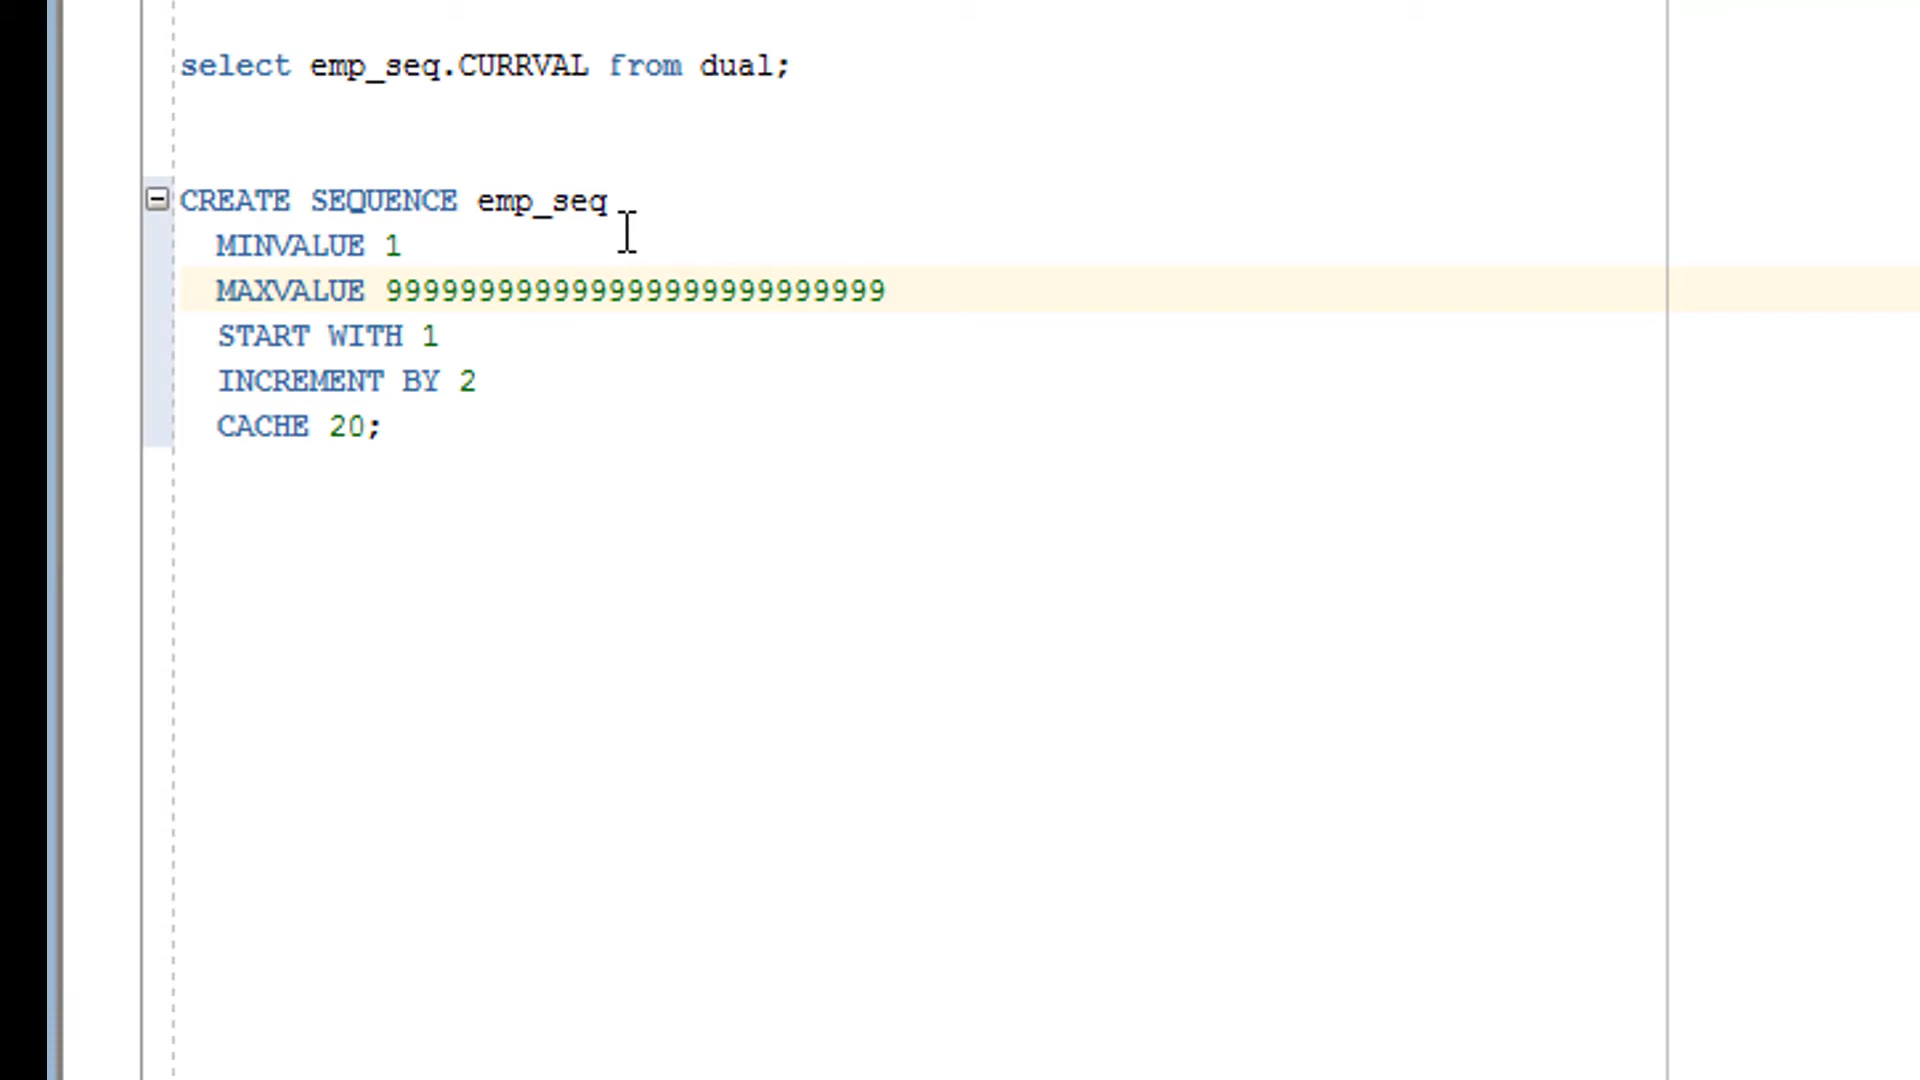 select emp_seq.CURRVAL from dual;
CREATE SEQUENCE emp_seq
MINVALUE 1
MAXVALUE 999999999999999999999999999
START WITH 1
INCREMENT BY 2
CACHE 20;